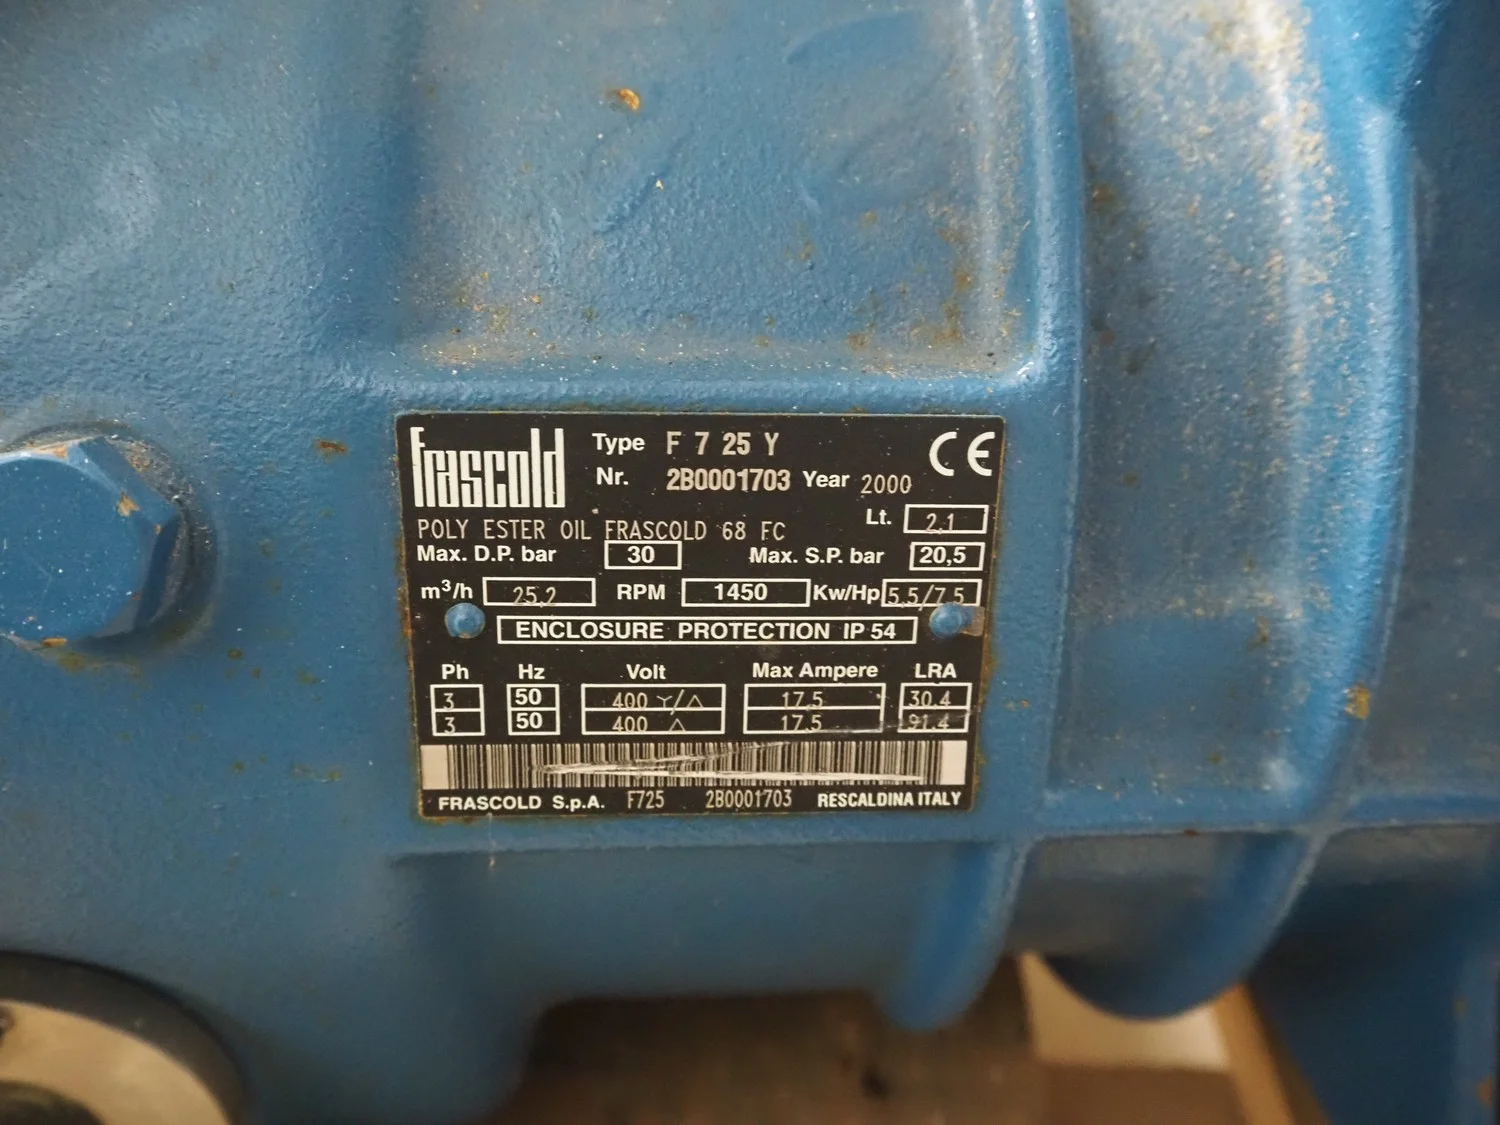 Frascold Type F 7 25 Y CE
Nr. 2B0001703 Year 2000
POLY ESTER OIL FRASCOLD 68 FC Lt. 2.1
Max. D.P. bar 30 Max. S.P. bar 20,5
m³/h 25,2 RPM 1450 Kw/Hp 5,5/7,5
ENCLOSURE PROTECTION IP 54
Ph Hz Volt Max Ampere LRA
3 50 400 Y/△ 17,5 30.4
3 50 400 △ 17,5 91.4
FRASCOLD S.p.A. F725 2B0001703 RESCALDINA ITALY